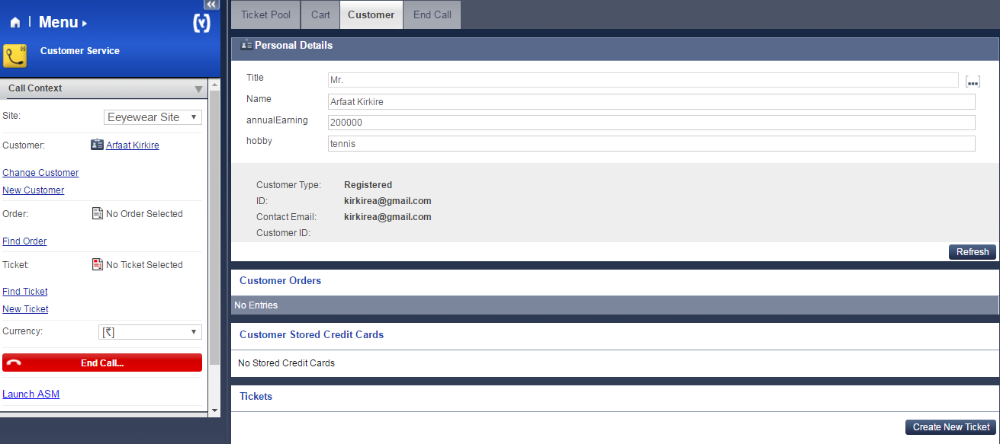 Menu
Customer Service
Call Context
Site: Eeyewear Site
Customer: Arfaat Kirkire
Change Customer
New Customer
Order: No Order Selected
Find Order
Ticket: No Ticket Selected
Find Ticket
New Ticket
Currency: [₹]
End Call...
Launch ASM
Ticket Pool Cart Customer End Call
Personal Details
Title Mr.
Name Arfaat Kirkire
annualEarning 200000
hobby tennis
Customer Type: Registered
ID: kirkirea@gmail.com
Contact Email: kirkirea@gmail.com
Customer ID:
Refresh
Customer Orders
No Entries
Customer Stored Credit Cards
No Stored Credit Cards
Tickets
Create New Ticket